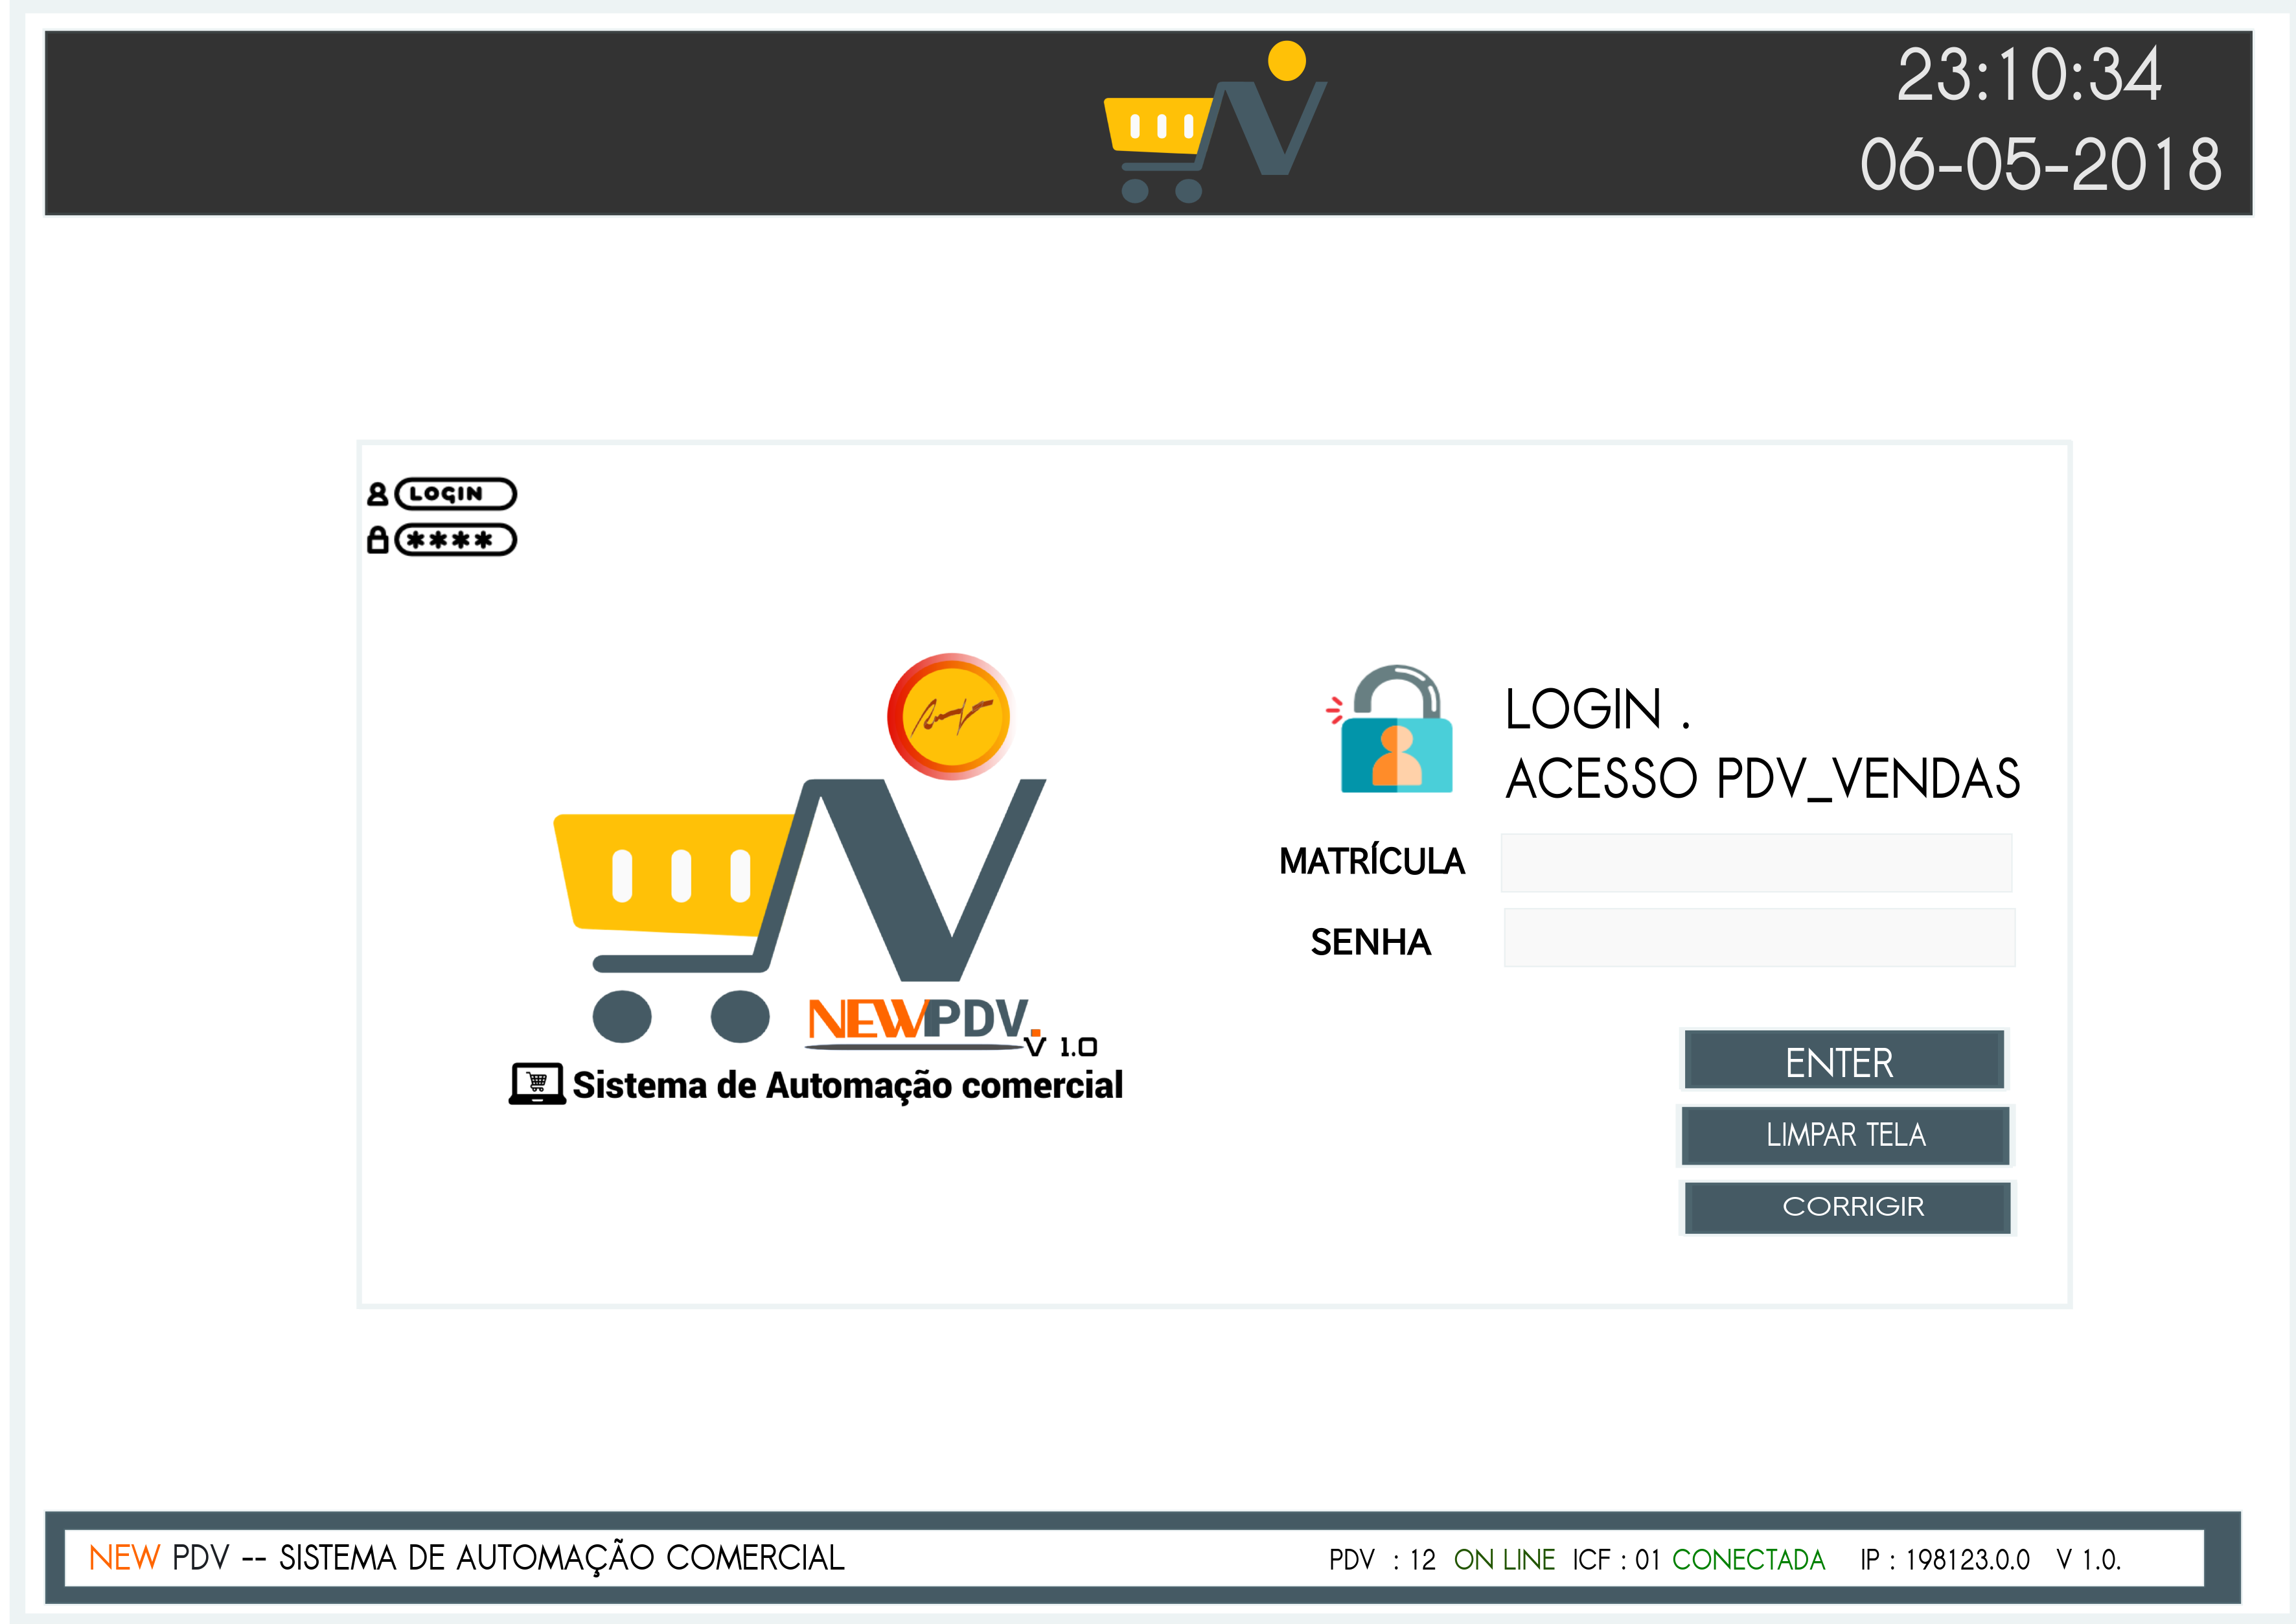 23:10:34
06-05-2018
LOGIN
****
LOGIN .
ACESSO PDV_VENDAS
MATRÍCULA
SENHA
NEWPDV.
V 1.0
Sistema de Automação comercial
ENTER
LIMPAR TELA
CORRIGIR
NEW PDV -- SISTEMA DE AUTOMAÇÃO COMERCIAL
PDV : 12 ON LINE ICF : 01 CONECTADA IP : 198123.0.0 V 1.0.